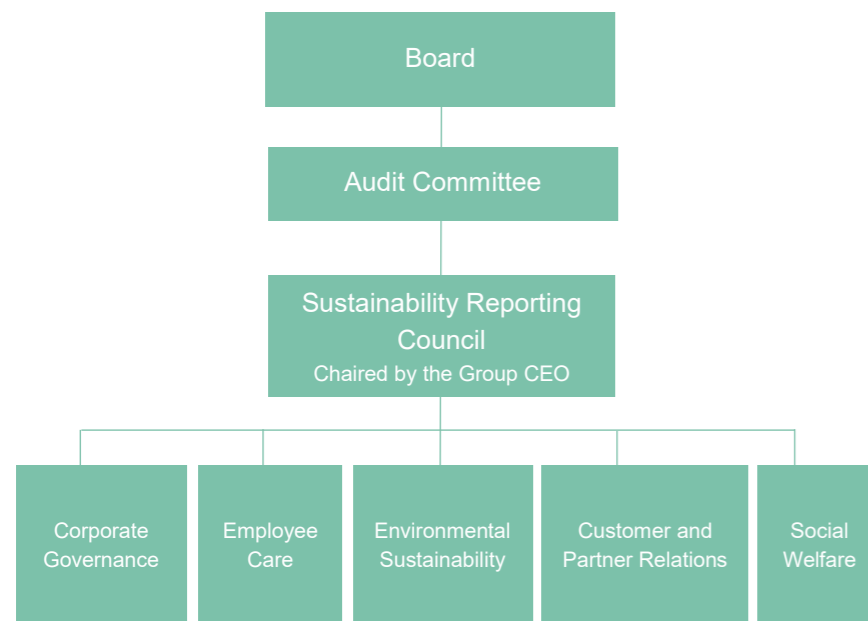 Board
Audit Committee
Sustainability Reporting
Council
Chaired by the Group CEO
Corporate
Governance
Employee
Care
Environmental
Sustainability
Customer and
Partner Relations
Social
Welfare